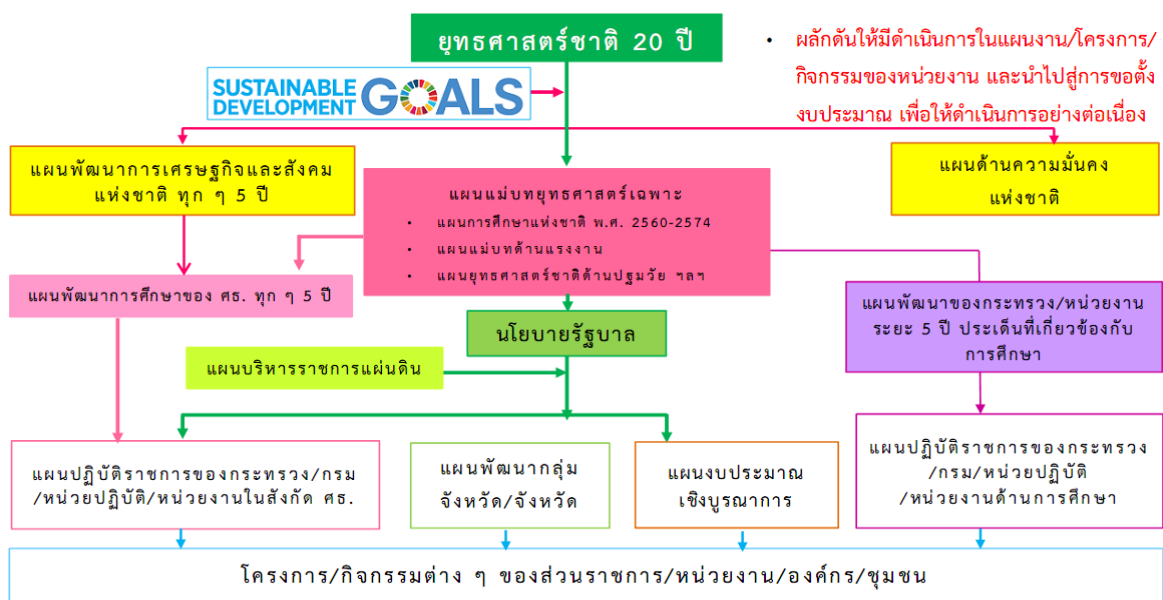 ยุทธศาสตร์ชาติ 20 ปี
• ผลักดันให้มีดำเนินการในแผนงาน/โครงการ/
กิจกรรมของหน่วยงาน และนำไปสู่การขอตั้ง
งบประมาณ เพื่อให้ดำเนินการอย่างต่อเนื่อง
SUSTAINABLE
DEVELOPMENT
GOALS
แผนพัฒนาการเศรษฐกิจและสังคม
แห่งชาติ ทุก ๆ 5 ปี
แผนแม่บทยุทธศาสตร์เฉพาะ
• แผนการศึกษาแห่งชาติ พ.ศ. 2560-2574
• แผนแม่บทด้านแรงงาน
• แผนยุทธศาสตร์ชาติด้านปฐมวัย ฯลฯ
แผนด้านความมั่นคง
แห่งชาติ
แผนพัฒนาการศึกษาของ ศธ. ทุก ๆ 5 ปี
แผนพัฒนาของกระทรวง/หน่วยงาน
ระยะ 5 ปี ประเด็นที่เกี่ยวข้องกับ
การศึกษา
นโยบายรัฐบาล
แผนบริหารราชการแผ่นดิน
แผนปฏิบัติราชการของกระทรวง/กรม
/หน่วยปฏิบัติ/หน่วยงานในสังกัด ศธ.
แผนพัฒนากลุ่ม
จังหวัด/จังหวัด
แผนงบประมาณ
เชิงบูรณาการ
แผนปฏิบัติราชการของกระทรวง
/กรม/หน่วยปฏิบัติ
/หน่วยงานด้านการศึกษา
โครงการ/กิจกรรมต่าง ๆ ของส่วนราชการ/หน่วยงาน/องค์กร/ชุมชน